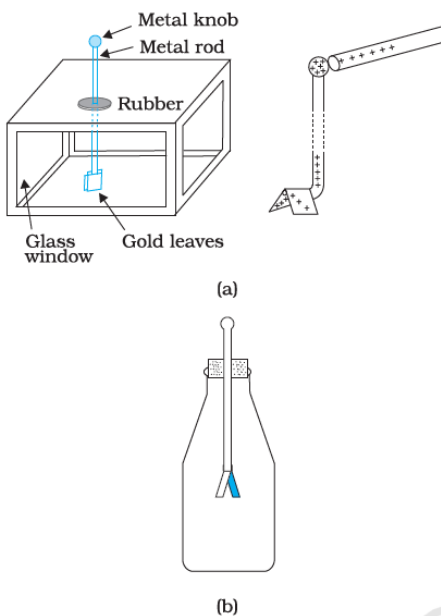 Metal knob
Metal rod
Rubber
Glass
window
Gold leaves
(a)
(b)